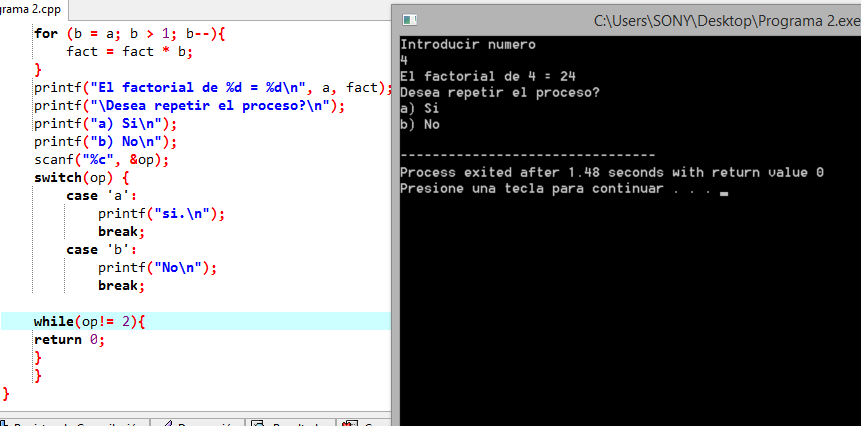 grama 2.cpp
for (b = a; b > 1; b--){
fact = fact * b;
}
printf("El factorial de %d = %d\n", a, fact);
printf("\Desea repetir el proceso?\n");
printf("a) Si\n");
printf("b) No\n");
scanf("%c", &op);
switch(op) {
case 'a':
printf("si.\n");
break;
case 'b':
printf("No\n");
break;
while(op!= 2){
return 0;
}
}
}
C:\Users\SONY\Desktop\Programa 2.exe
Introducir numero
4
El factorial de 4 = 24
Desea repetir el proceso?
a) Si
b) No
--------------------------------
Process exited after 1.48 seconds with return value 0
Presione una tecla para continuar . . .